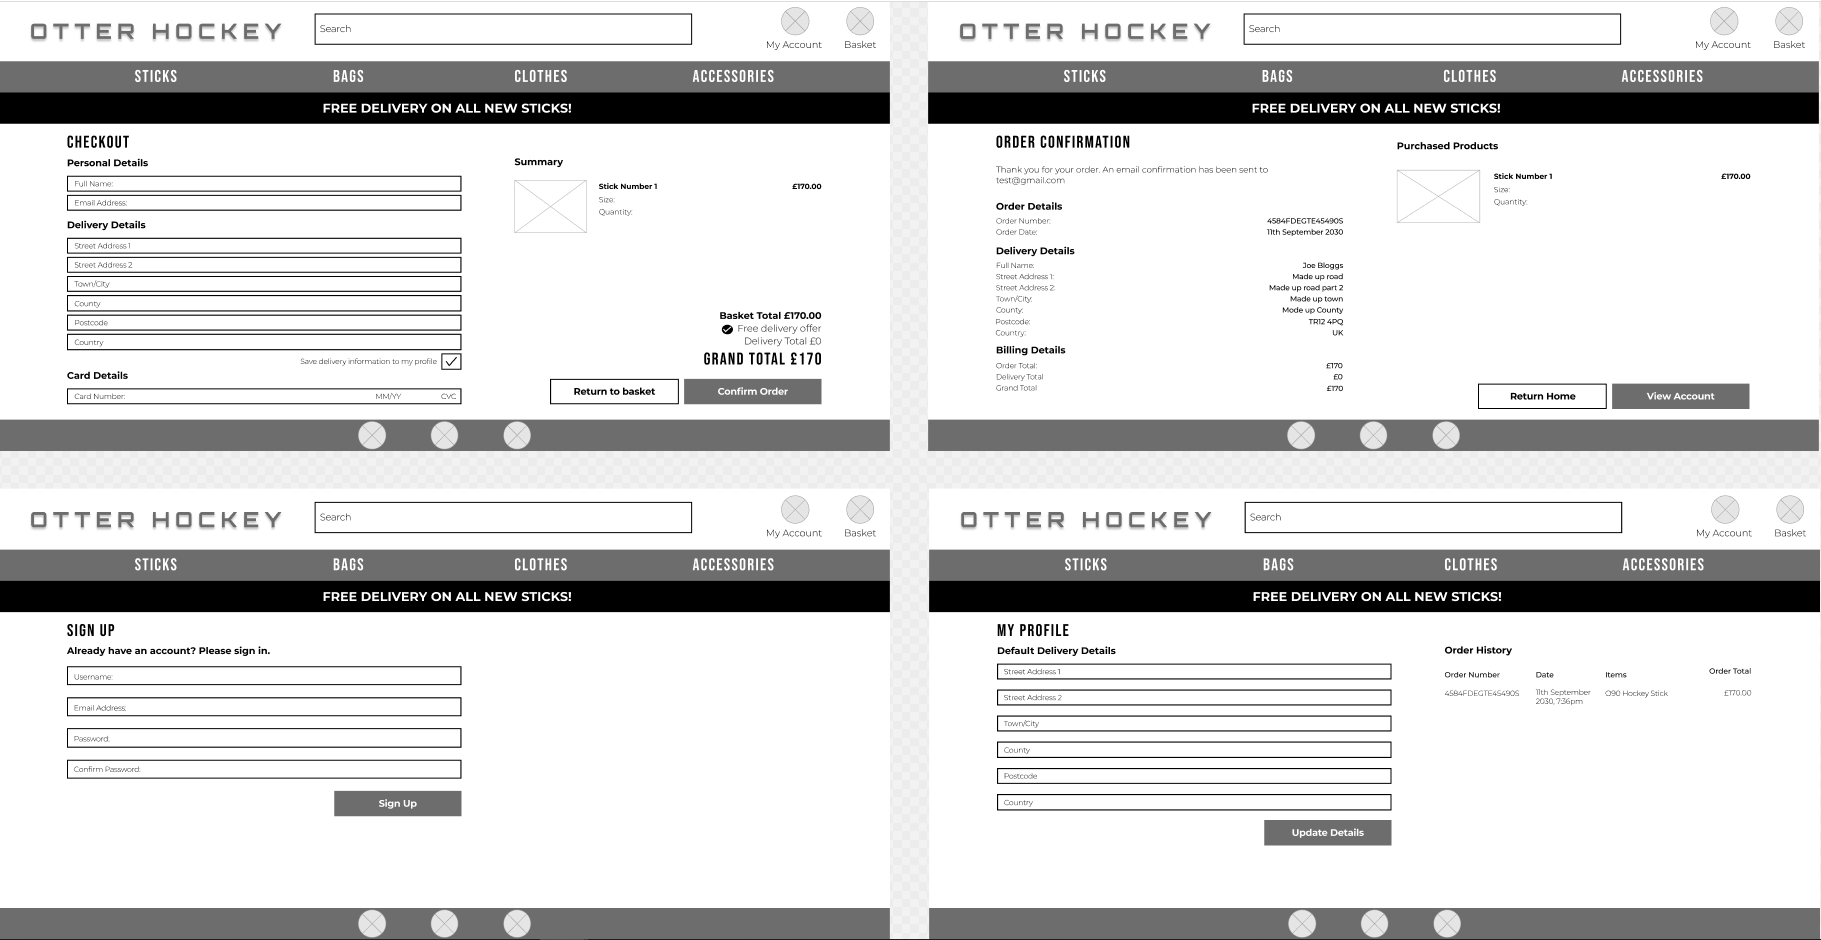 OTTER HOCKEY
Search
My Account
Basket
STICKS
BAGS
CLOTHES
ACCESSORIES
FREE DELIVERY ON ALL NEW STICKS!
CHECKOUT
Personal Details
Full Name:
Email Address:
Delivery Details
Street Address 1
Street Address 2
Town/City
County
Postcode
Country
Save delivery information to my profile
Card Details
Card Number: MM/YY CVC
Summary
Stick Number 1 £170.00
Size:
Quantity:
Basket Total £170.00
Free delivery offer
Delivery Total £0
GRAND TOTAL £170
Return to basket
Confirm Order
OTTER HOCKEY
Search
My Account
Basket
STICKS
BAGS
CLOTHES
ACCESSORIES
FREE DELIVERY ON ALL NEW STICKS!
ORDER CONFIRMATION
Thank you for your order. An email confirmation has been sent to
test@gmail.com
Order Details
Order Number: 4584FDEGTE45490S
Order Date: 11th September 2030
Delivery Details
Full Name: Joe Bloggs
Street Address 1: Made up road
Street Address 2: Made up road part 2
Town/City: Made up town
County: Mode up County
Postcode: TR12 4PQ
Country: UK
Billing Details
Order Total: £170
Delivery Total £0
Grand Total £170
Purchased Products
Stick Number 1 £170.00
Size:
Quantity:
Return Home
View Account
OTTER HOCKEY
Search
My Account
Basket
STICKS
BAGS
CLOTHES
ACCESSORIES
FREE DELIVERY ON ALL NEW STICKS!
SIGN UP
Already have an account? Please sign in.
Username:
Email Address:
Password:
Confirm Password:
Sign Up
OTTER HOCKEY
Search
My Account
Basket
STICKS
BAGS
CLOTHES
ACCESSORIES
FREE DELIVERY ON ALL NEW STICKS!
MY PROFILE
Default Delivery Details
Street Address 1
Street Address 2
Town/City
County
Postcode
Country
Update Details
Order History
Order Number Date Items Order Total
4584FDEGTE45490S 11th September O90 Hockey Stick £170.00
2030, 7:36pm